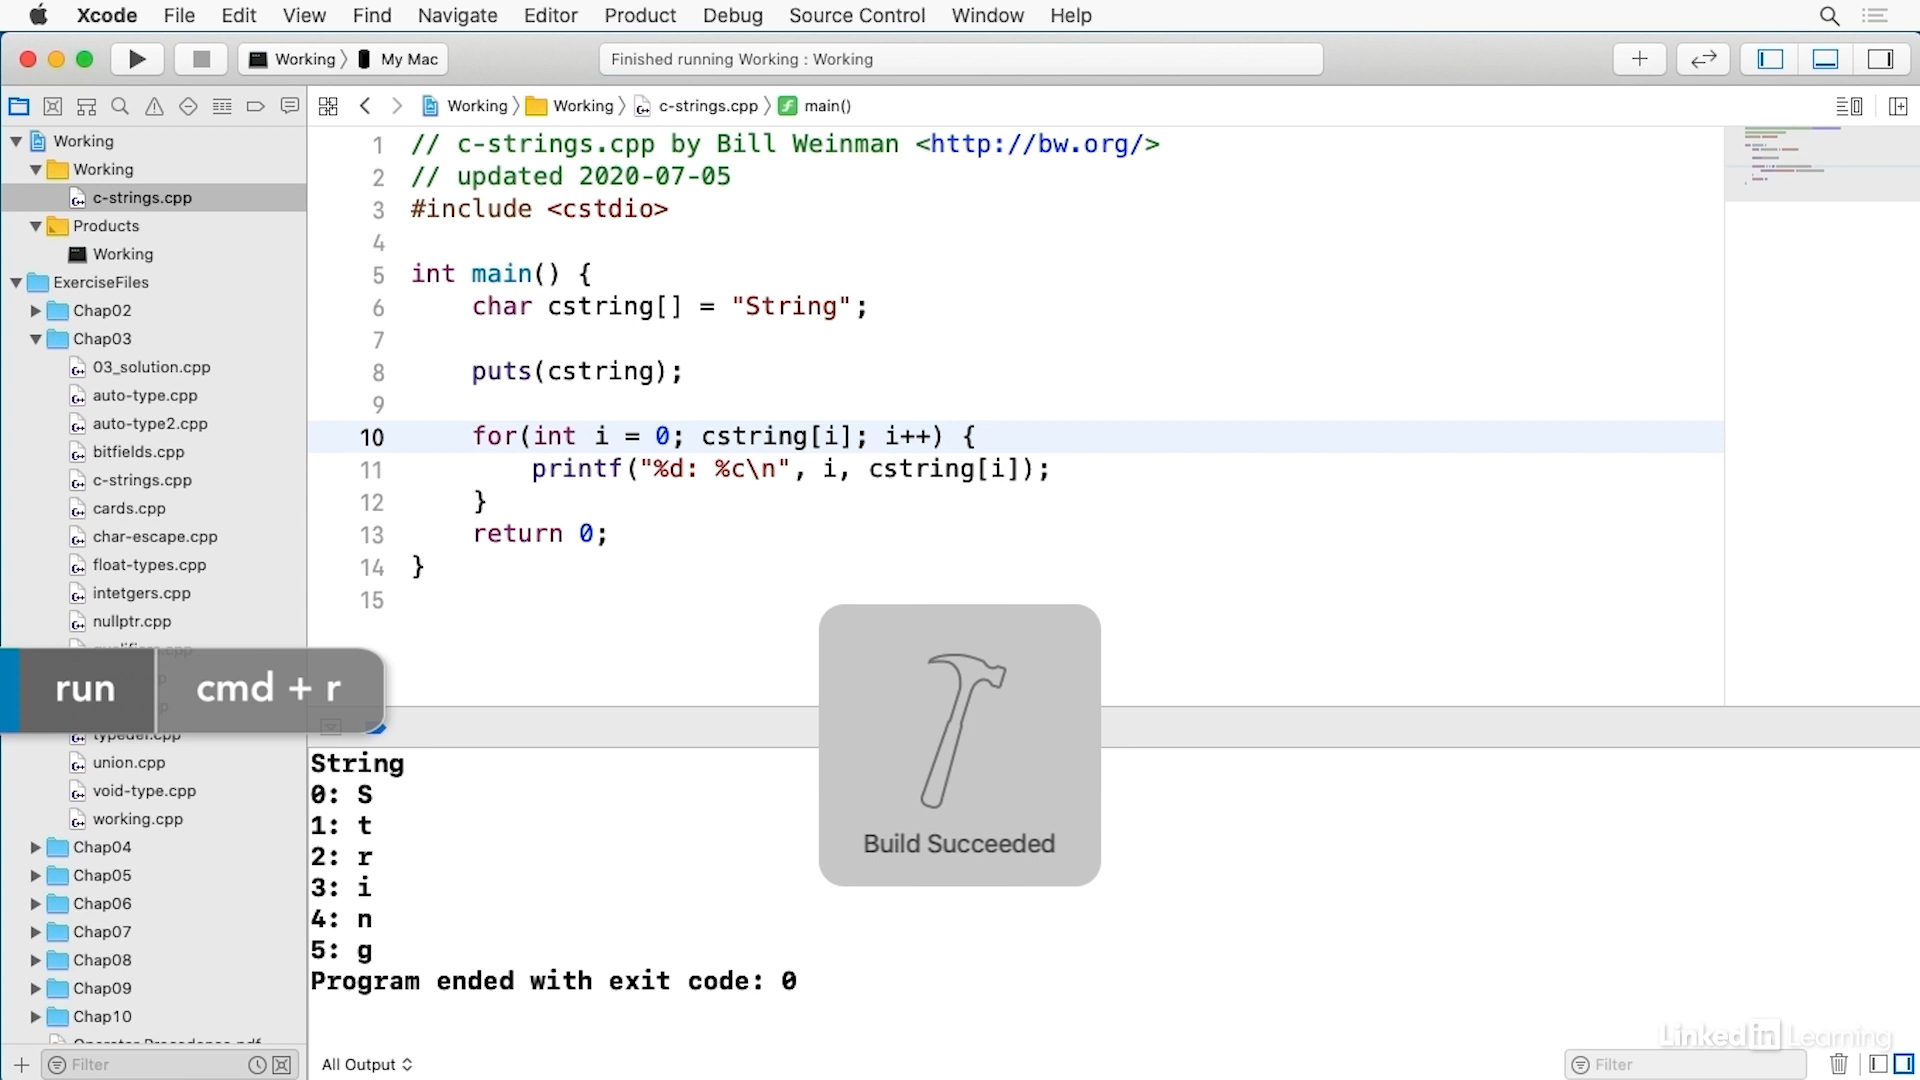 Xcode File Edit View Find Navigate Editor Product Debug Source Control Window Help
Working My Mac Finished running Working : Working
Working Working c-strings.cpp main()
Working
Working
c-strings.cpp
Products
Working
ExerciseFiles
Chap02
Chap03
03_solution.cpp
auto-type.cpp
auto-type2.cpp
bitfields.cpp
c-strings.cpp
cards.cpp
char-escape.cpp
float-types.cpp
intetgers.cpp
nullptr.cpp
run cmd + r
typedef.cpp
union.cpp
void-type.cpp
working.cpp
Chap04
Chap05
Chap06
Chap07
Chap08
Chap09
Chap10
Filter
1 // c-strings.cpp by Bill Weinman <http://bw.org/>
2 // updated 2020-07-05
3 #include <cstdio>
4
5 int main() {
6 char cstring[] = "String";
7
8 puts(cstring);
9
10 for(int i = 0; cstring[i]; i++) {
11 printf("%d: %c\n", i, cstring[i]);
12 }
13 return 0;
14 }
15
Build Succeeded
String
0: S
1: t
2: r
3: i
4: n
5: g
Program ended with exit code: 0
All Output
Filter
LinkedIn Learning